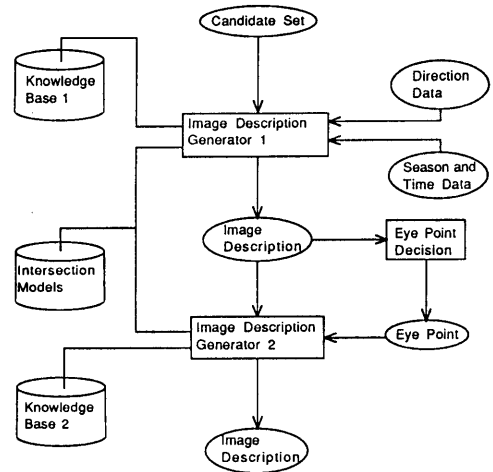 Candidate Set
Knowledge
Base 1
Direction
Data
Image Description
Generator 1
Season and
Time Data
Image
Description
Eye Point
Decision
Intersection
Models
Image Description
Generator 2
Eye Point
Knowledge
Base 2
Image
Description